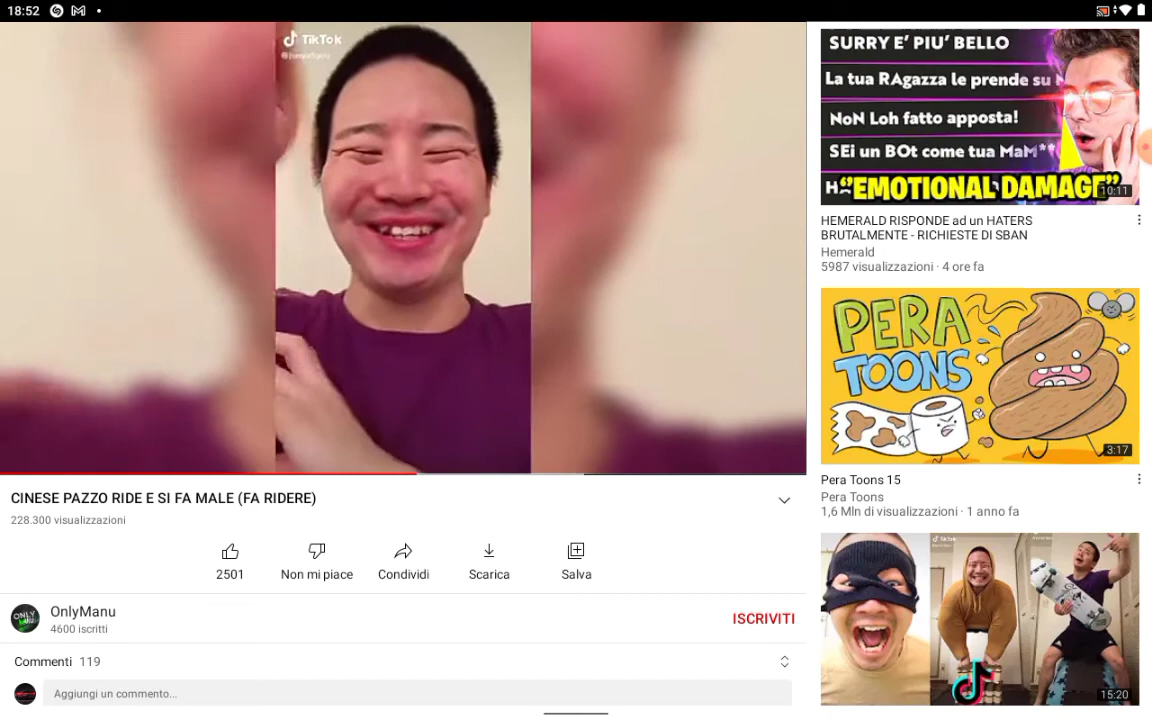 18:52
TikTok
CINESE PAZZO RIDE E SI FA MALE (FA RIDERE)
228.300 visualizzazioni
2501
Non mi piace
Condividi
Scarica
Salva
OnlyManu
4600 iscritti
ISCRIVITI
Commenti 119
Aggiungi un commento...
SURRY E' PIU' BELLO
La tua RAgazza le prende su
NoN Loh fatto apposta!
SEi un BOt come tua MaM**
"EMOTIONAL DAMAGE"
10:11
HEMERALD RISPONDE ad un HATERS
BRUTALMENTE - RICHIESTE DI SBAN
Hemerald
5987 visualizzazioni · 4 ore fa
PERA
TOONS
3:17
Pera Toons 15
Pera Toons
1,6 Mln di visualizzazioni · 1 anno fa
TikTok
15:20